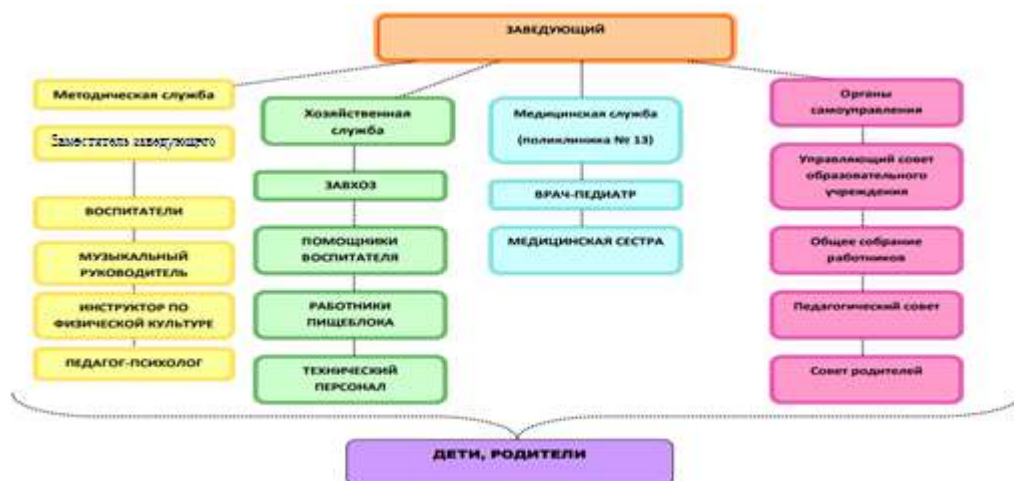 ЗАВЕДУЮЩИЙ
Методическая служба
Заместитель заведующего
ВОСПИТАТЕЛИ
МУЗЫКАЛЬНЫЙ
РУКОВОДИТЕЛЬ
ИНСТРУКТОР ПО
ФИЗИЧЕСКОЙ КУЛЬТУРЕ
ПЕДАГОГ-ПСИХОЛОГ
Хозяйственная
служба
ЗАВХОЗ
ПОМОЩНИКИ
ВОСПИТАТЕЛЯ
РАБОТНИКИ
ПИЩЕБЛОКА
ТЕХНИЧЕСКИЙ
ПЕРСОНАЛ
Медицинская служба
(поликлиника № 13)
ВРАЧ-ПЕДИАТР
МЕДИЦИНСКАЯ СЕСТРА
Органы
самоуправления
Управляющий совет
образовательного
учреждения
Общее собрание
работников
Педагогический совет
Совет родителей
ДЕТИ, РОДИТЕЛИ